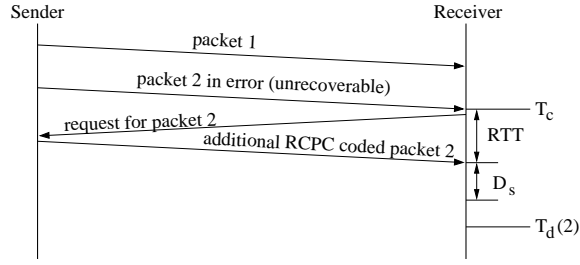 Sender
Receiver
packet 1
packet 2 in error (unrecoverable)
T_c
request for packet 2
RTT
additional RCPC coded packet 2
D_s
T_d(2)